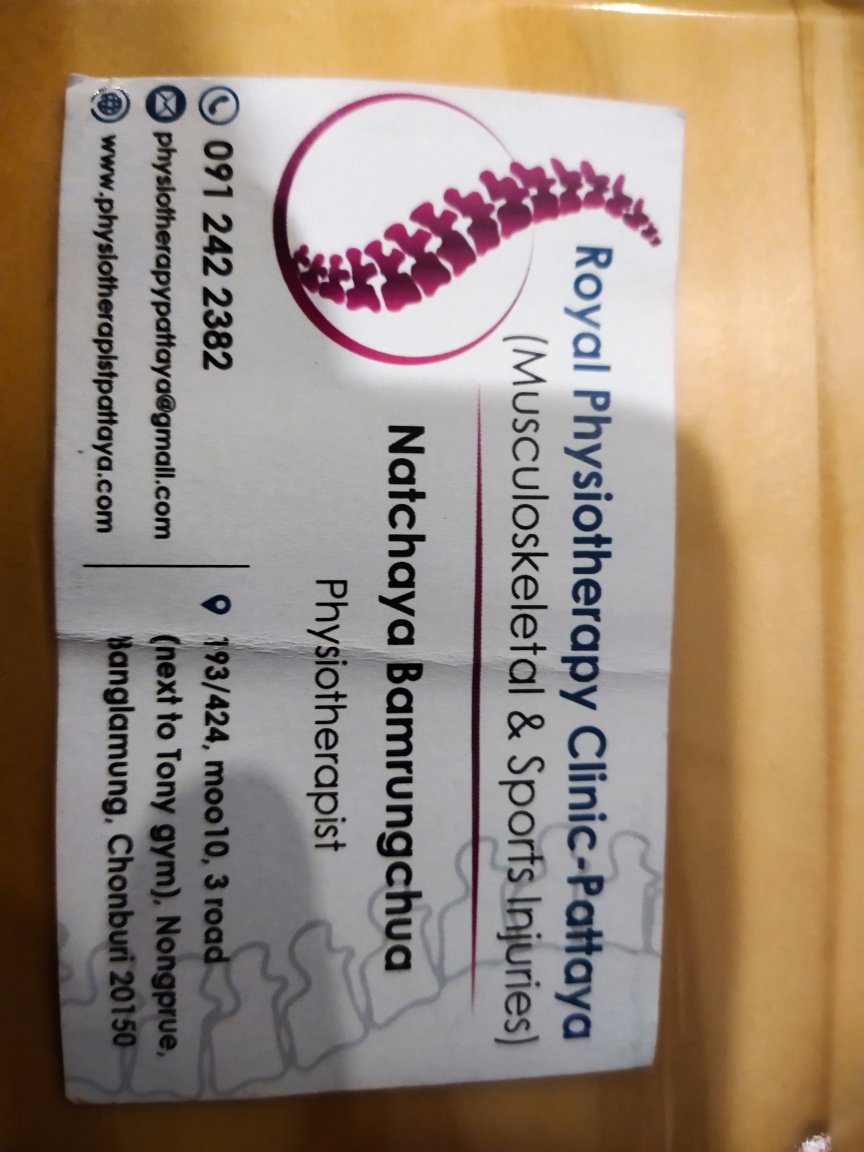 Royal Physiotherapy Clinic-Pattaya
(Musculoskeletal & Sports Injuries)
Natchaya Bamrungchua
Physiotherapist
091 242 2382
physiotherapypattaya@gmail.com
www.physiotherapistpattaya.com
193/424, moo10, 3 road
(next to Tony gym), Nongprue,
Banglamung, Chonburi 20150